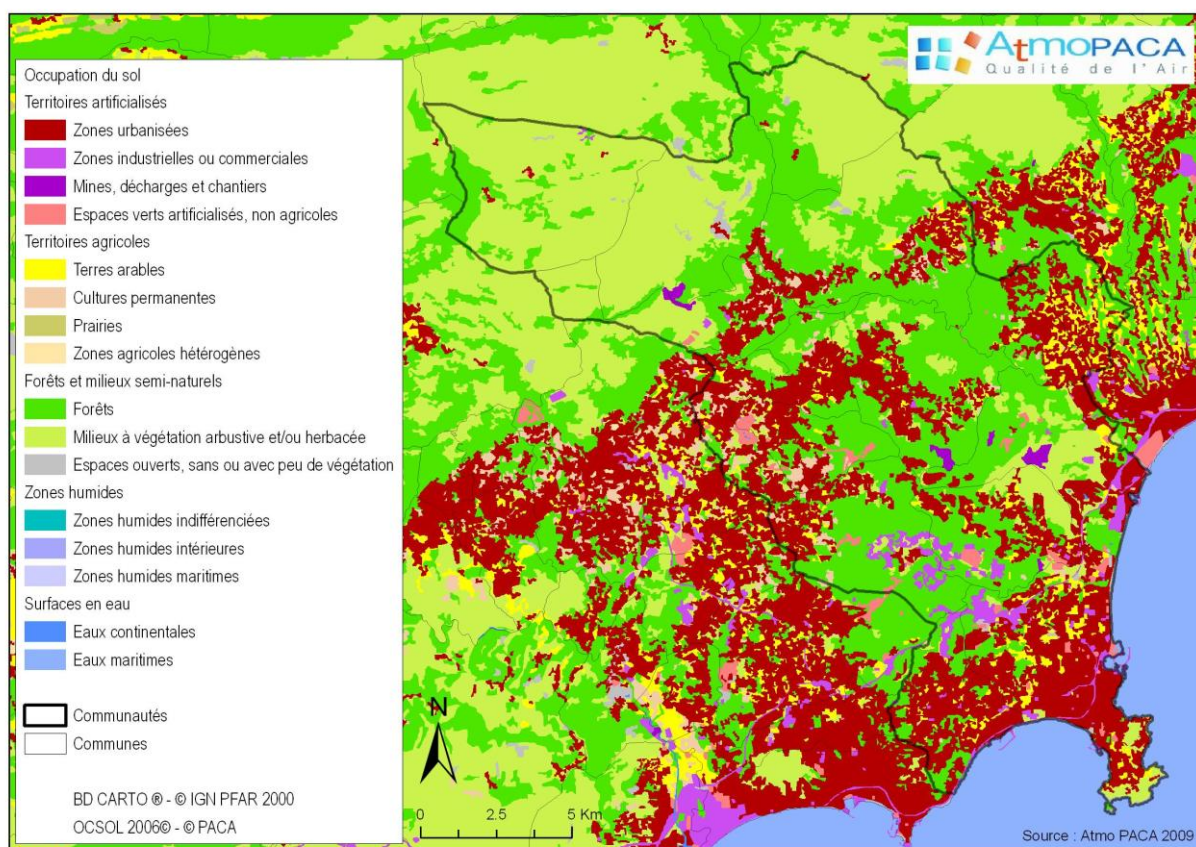 AtmoPACA
Qualité de l'Air
Occupation du sol
Territoires artificialisés
Zones urbanisées
Zones industrielles ou commerciales
Mines, décharges et chantiers
Espaces verts artificialisés, non agricoles
Territoires agricoles
Terres arables
Cultures permanentes
Prairies
Zones agricoles hétérogènes
Forêts et milieux semi-naturels
Forêts
Milieux à végétation arbustive et/ou herbacée
Espaces ouverts, sans ou avec peu de végétation
Zones humides
Zones humides indifférenciées
Zones humides intérieures
Zones humides maritimes
Surfaces en eau
Eaux continentales
Eaux maritimes
Communautés
Communes
BD CARTO ® - © IGN PFAR 2000
OCSOL 2006© - © PACA
N
0 2.5 5 Km
Source : Atmo PACA 2009